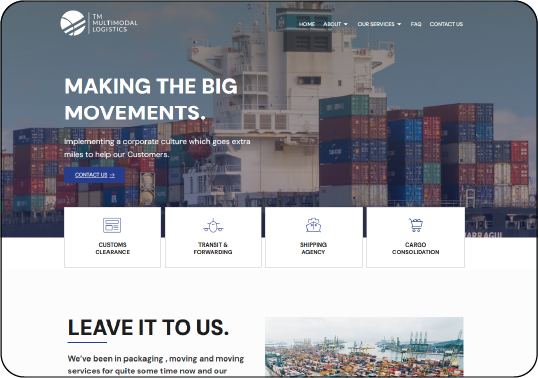 TM
MULTIMODAL
LOGISTICS
HOME ABOUT OUR SERVICES FAQ CONTACT US
MAKING THE BIG
MOVEMENTS.
Implementing a corporate culture which goes extra
miles to help our Customers.
CONTACT US →
CUSTOMS
CLEARANCE
TRANSIT &
FORWARDING
SHIPPING
AGENCY
CARGO
CONSOLIDATION
LEAVE IT TO US.
We've been in packaging , moving and moving
services for quite some time now and our